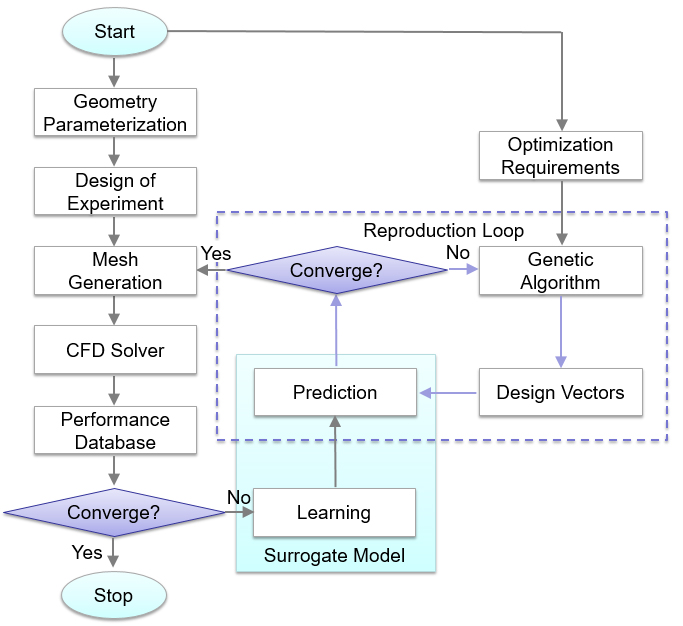 Start
Geometry
Parameterization
Optimization
Requirements
Design of
Experiment
Reproduction Loop
Yes
No
Mesh
Generation
Converge?
Genetic
Algorithm
CFD Solver
Prediction
Design Vectors
Performance
Database
No
Converge?
Learning
Yes
Surrogate Model
Stop